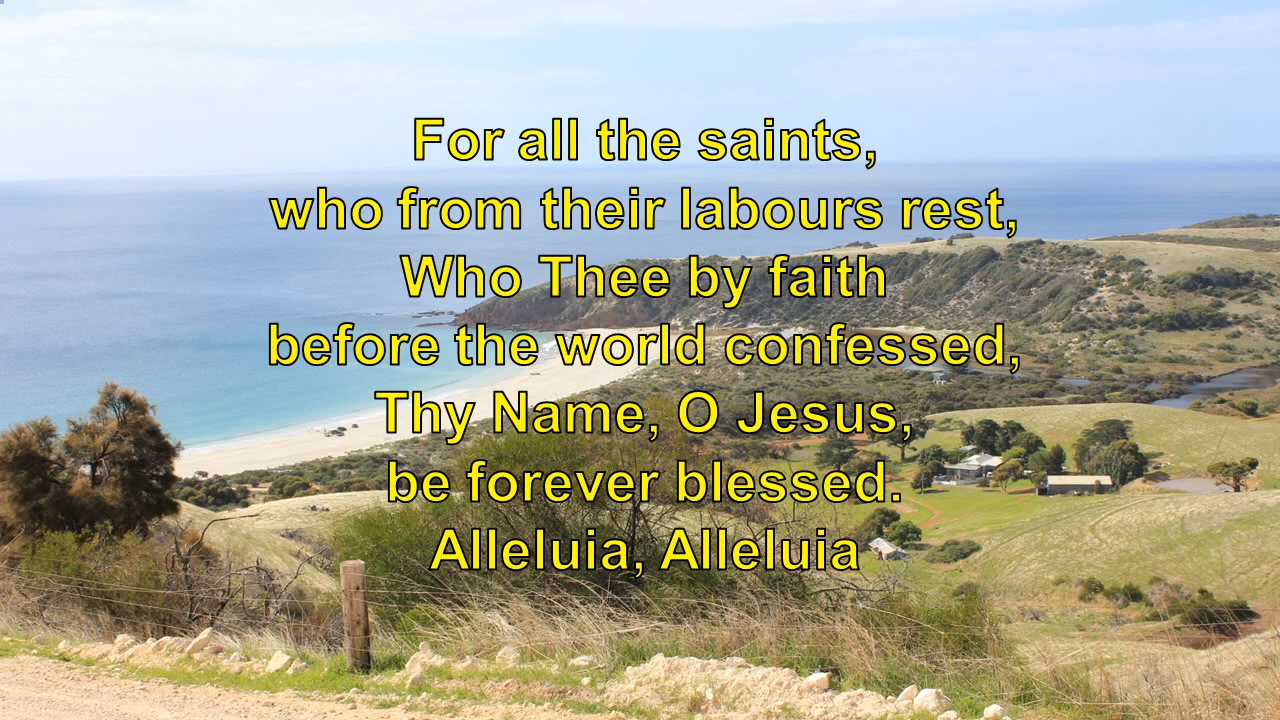 For all the saints,
who from their labours rest,
Who Thee by faith
before the world confessed,
Thy Name, O Jesus,
be forever blessed.
Alleluia, Alleluia